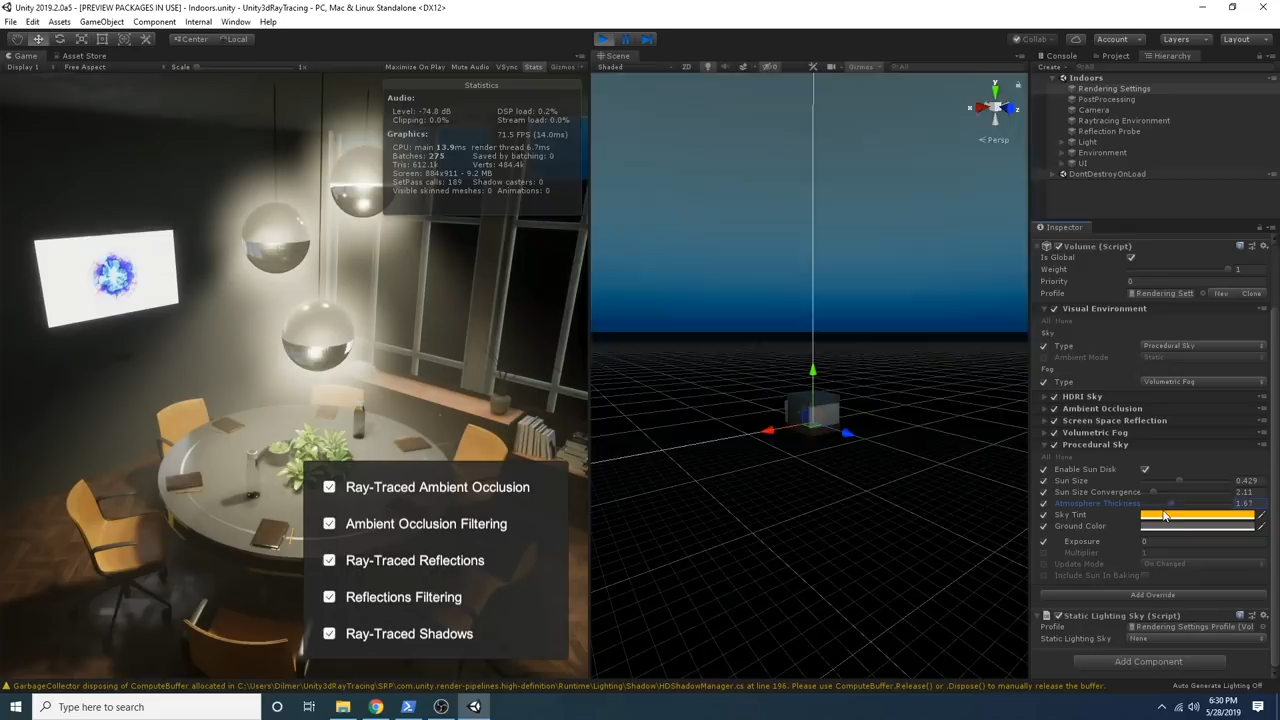 Unity 2019.2.0a5 - [PREVIEW PACKAGES IN USE] - Indoors.unity - Unity3dRayTracing - PC, Mac & Linux Standalone <DX12>
File Edit Assets GameObject Component Internal Window Help
Center Local
Collab Account Layers Layout
Game Asset Store
Display 1 Free Aspect Scale 1x Maximize On Play Mute Audio VSync Stats Gizmos
Statistics
Audio:
Level: -74.8 dB DSP load: 0.2%
Clipping: 0.0% Stream load: 0.0%
Graphics: 71.5 FPS (14.0ms)
CPU: main 13.9ms render thread 6.7ms
Batches: 275 Saved by batching: 0
Tris: 612.1k Verts: 484.4k
Screen: 884x911 - 9.2 MB
SetPass calls: 189 Shadow casters: 0
Visible skinned meshes: 0 Animations: 0
Ray-Traced Ambient Occlusion
Ambient Occlusion Filtering
Ray-Traced Reflections
Reflections Filtering
Ray-Traced Shadows
Scene
Shaded 2D 0 Gizmos All
y
x
z
Persp
Console Project Hierarchy
Create All
Indoors
Rendering Settings
PostProcessing
Camera
Raytracing Environment
Reflection Probe
Light
Environment
UI
DontDestroyOnLoad
Inspector
Volume (Script)
Is Global
Weight 1
Priority 0
Profile Rendering Sett New Clone
Visual Environment
All None
Sky
Type Procedural Sky
Ambient Mode Static
Fog
Type Volumetric Fog
HDRI Sky
Ambient Occlusion
Screen Space Reflection
Volumetric Fog
Procedural Sky
All None
Enable Sun Disk
Sun Size 0.429
Sun Size Convergence 2.11
Atmosphere Thickness 1.67
Sky Tint
Ground Color
Exposure 0
Multiplier 1
Update Mode On Changed
Include Sun In Baking
Add Override
Static Lighting Sky (Script)
Profile Rendering Settings Profile (Vol
Static Lighting Sky None
Add Component
GarbageCollector disposing of ComputeBuffer allocated in C:\Users\Dilmer\Unity3dRayTracing\SRP\com.unity.render-pipelines.high-definition\Runtime\Lighting\Shadow\HDShadowManager.cs at line 196. Please use ComputeBuffer.Release() or .Dispose() to manually release the buffer.
Auto Generate Lighting Off
Type here to search
6:30 PM
5/28/2019